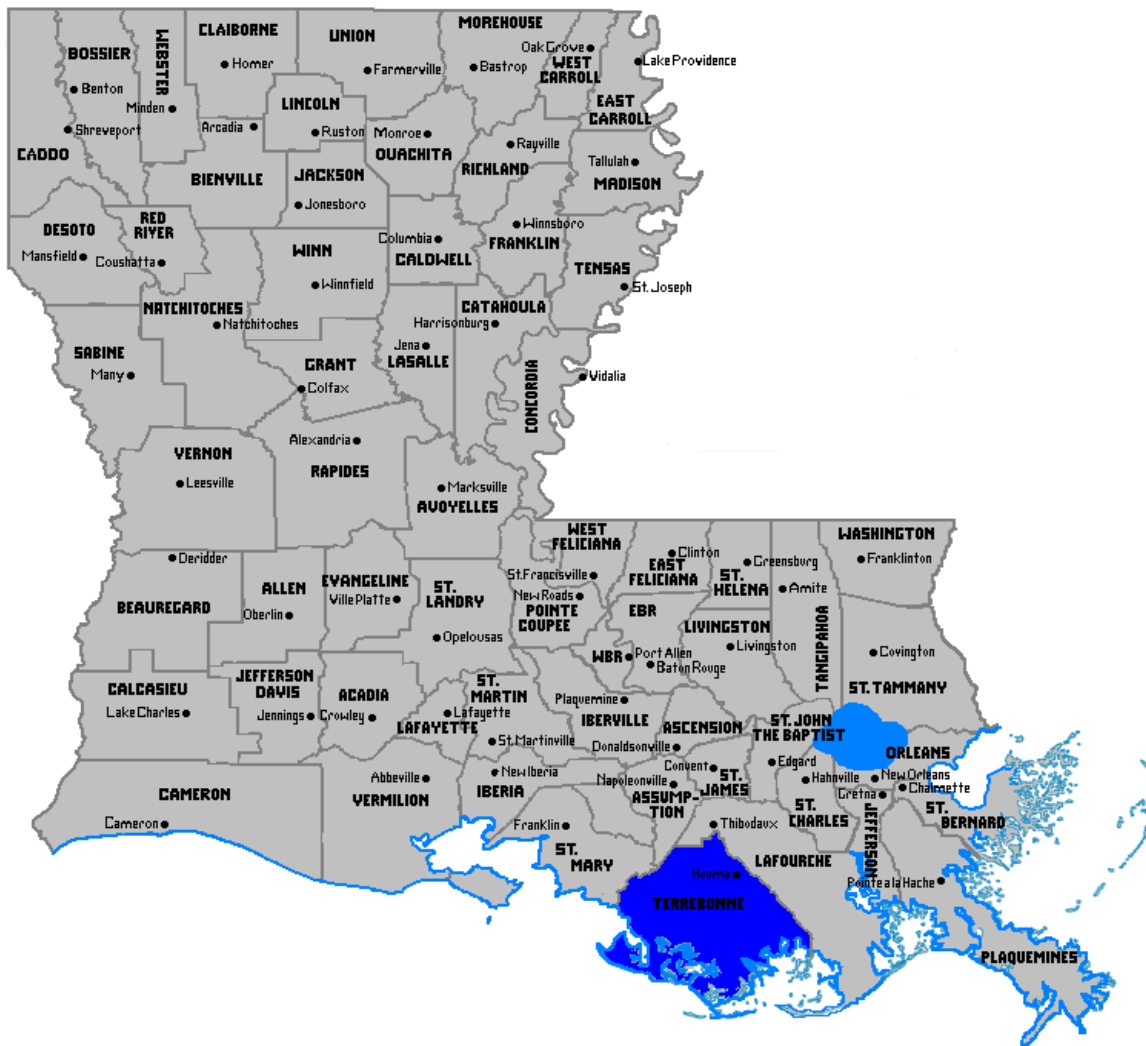 MOREHOUSE
CLAIBORNE
UNION
WEBSTER
BOSSIER
Oak Grove
WEST
CARROLL
Lake Providence
Homer
Farmerville
Bastrop
Benton
Minden
EAST
CARROLL
LINCOLN
Shreveport
Arcadia
Ruston
Monroe
OUACHITA
Rayville
CADDO
RICHLAND
Tallulah
MADISON
BIENVILLE
JACKSON
Jonesboro
RED
RIVER
DESOTO
Mansfield
Coushatta
WINN
Columbia
CALDWELL
Winnsboro
FRANKLIN
TENSAS
St. Joseph
Winnfield
NATCHITOCHES
Natchitoches
CATAHOULA
Harrisonburg
SABINE
Many
GRANT
Colfax
Jena
LASALLE
CONCORDIA
Vidalia
VERNON
Leesville
Alexandria
RAPIDES
Marksville
AVOYELLES
WEST
FELICIANA
St. Francisville
Clinton
EAST
FELICIANA
Greensburg
ST.
HELENA
WASHINGTON
Franklinton
Deridder
BEAUREGARD
ALLEN
Oberlin
EVANGELINE
Ville Platte
ST.
LANDRY
Opelousas
New Roads
POINTE
COUPEE
EBR
Amite
TANGIPAHOA
LIVINGSTON
Livingston
WBR
Port Allen
Baton Rouge
Covington
ST. TAMMANY
CALCASIEU
Lake Charles
JEFFERSON
DAVIS
Jennings
ACADIA
Crowley
LAFAYETTE
Lafayette
ST.
MARTIN
St. Martinville
Plaquemine
IBERVILLE
ASCENSION
Donaldsonville
ST. JOHN
THE BAPTIST
Edgard
ORLEANS
New Orleans
CAMERON
Cameron
Abbeville
VERMILION
New Iberia
IBERIA
Napoleonville
ASSUMP-
TION
Convent
ST.
JAMES
Hahnville
ST.
CHARLES
Gretna
JEFFERSON
Chalmette
ST.
BERNARD
Franklin
ST.
MARY
Thibodaux
LAFOURCHE
Houma
TERREBONNE
Pointe a la Hache
PLAQUEMINES